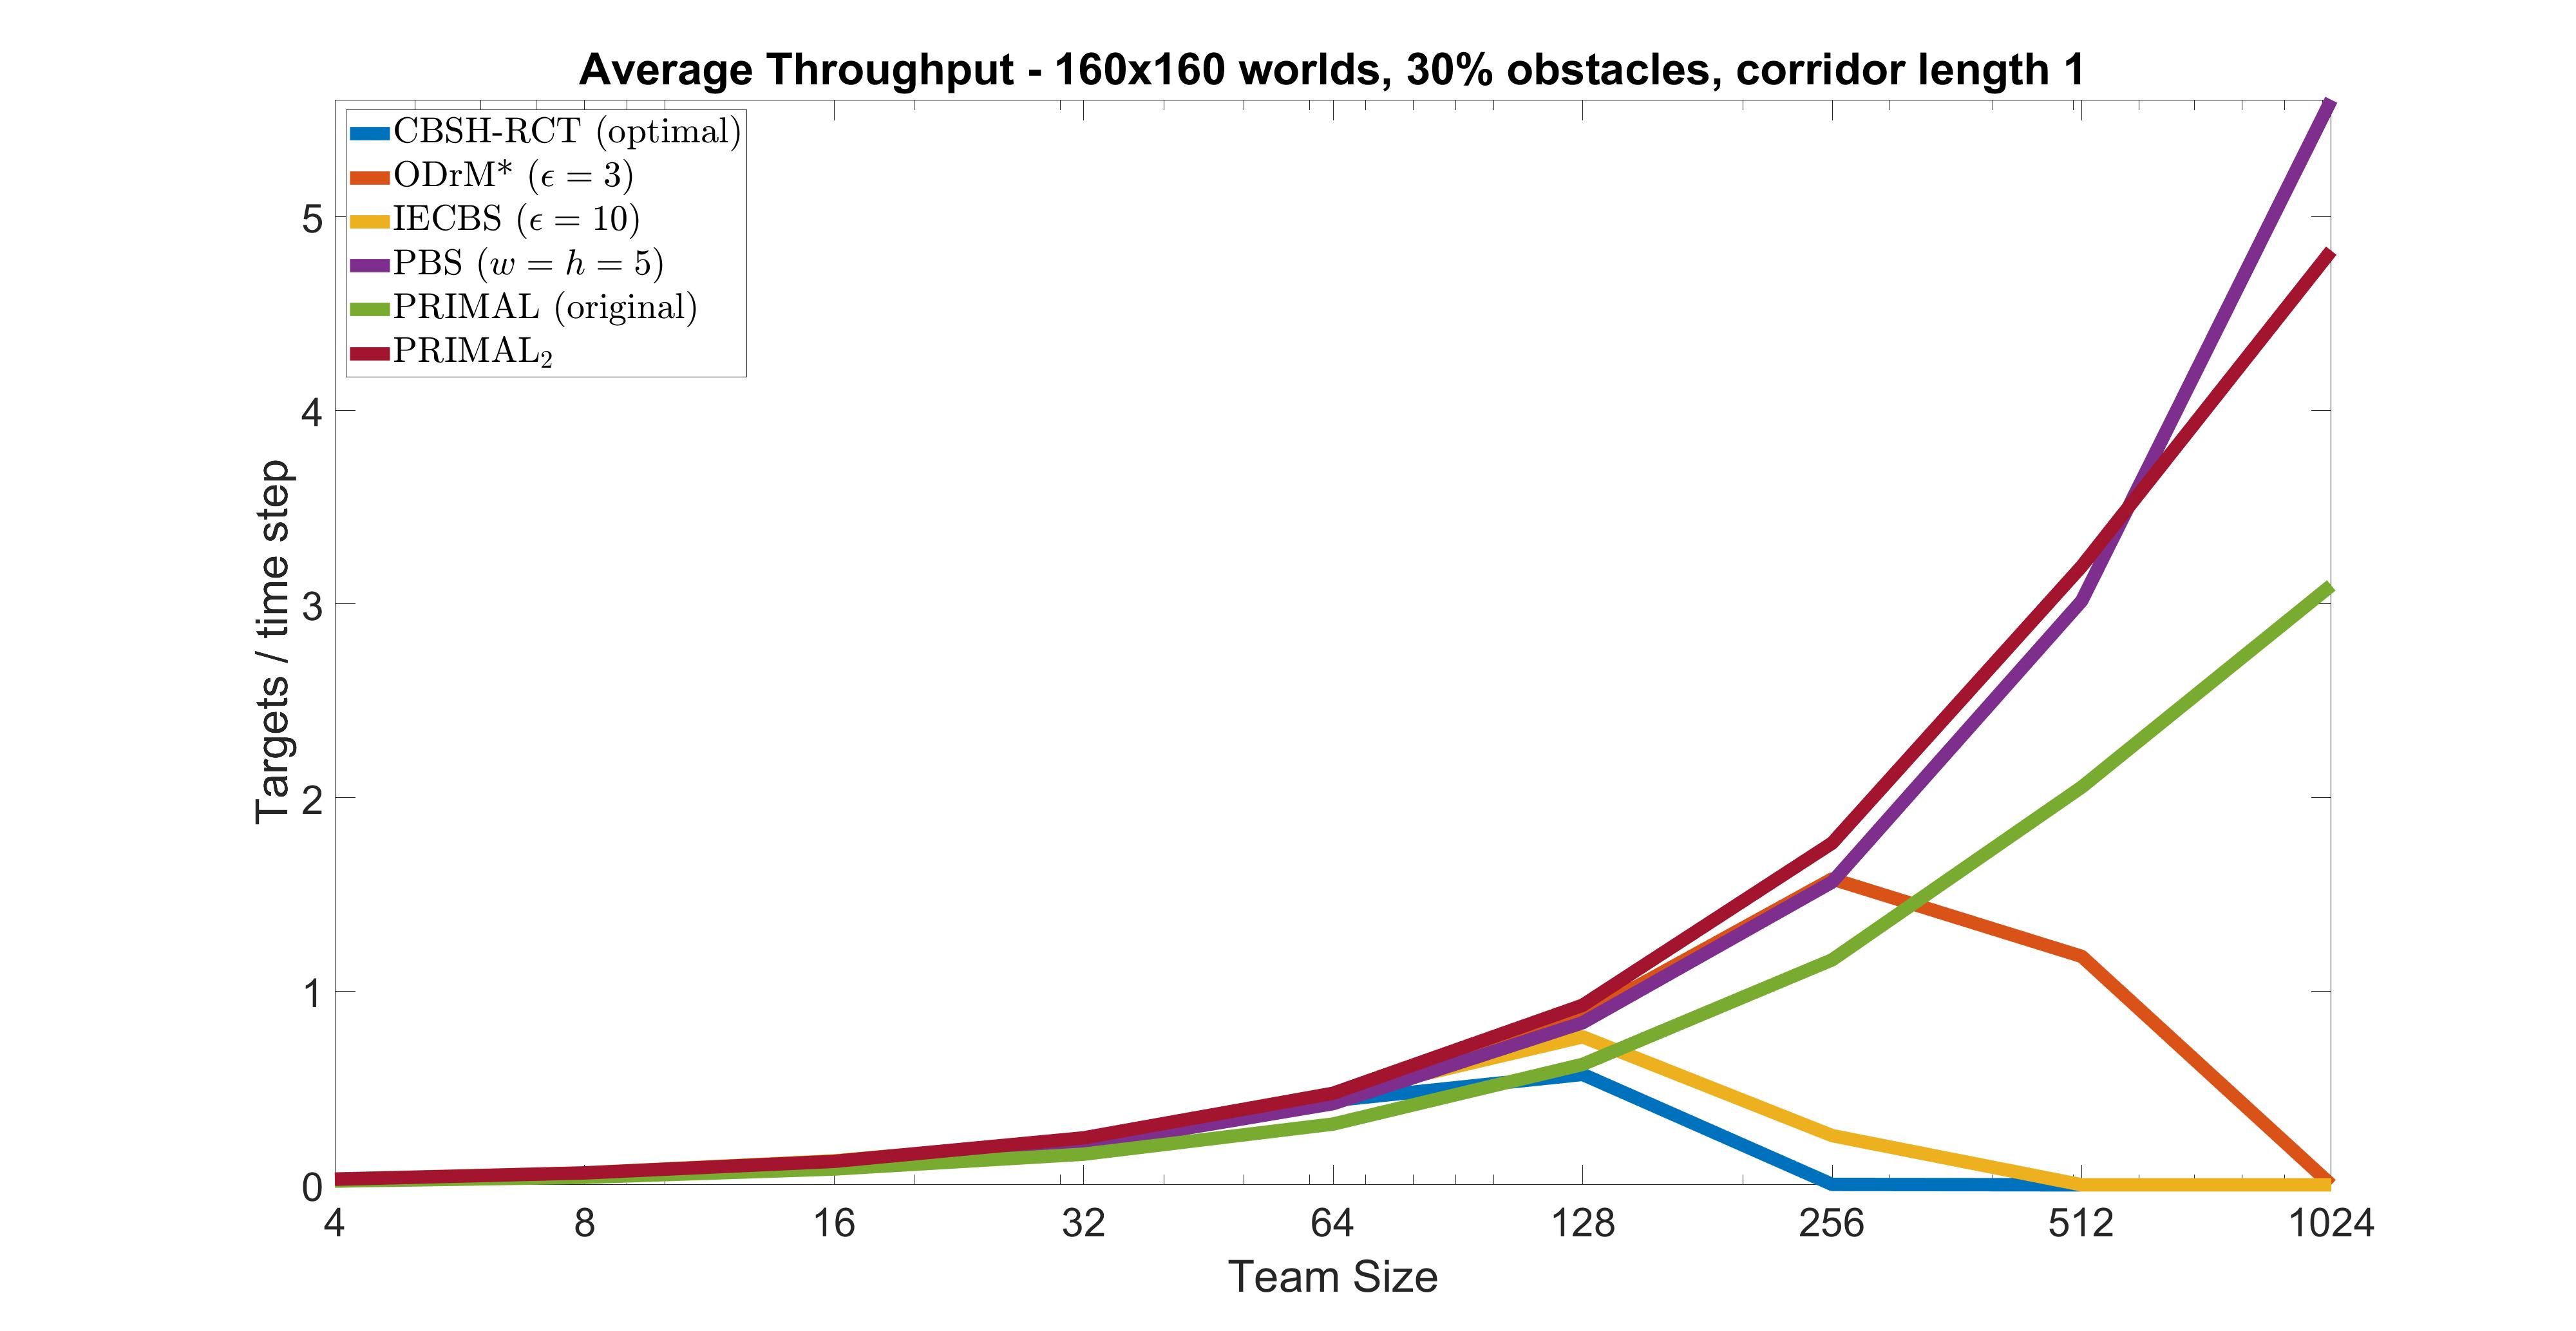 Average Throughput - 160x160 worlds, 30% obstacles, corridor length 1
CBSH-RCT (optimal)
ODrM* (ϵ = 3)
IECBS (ϵ = 10)
PBS (w = h = 5)
PRIMAL (original)
PRIMAL₂
Targets / time step
5
4
3
2
1
0
4 8 16 32 64 128 256 512 1024
Team Size